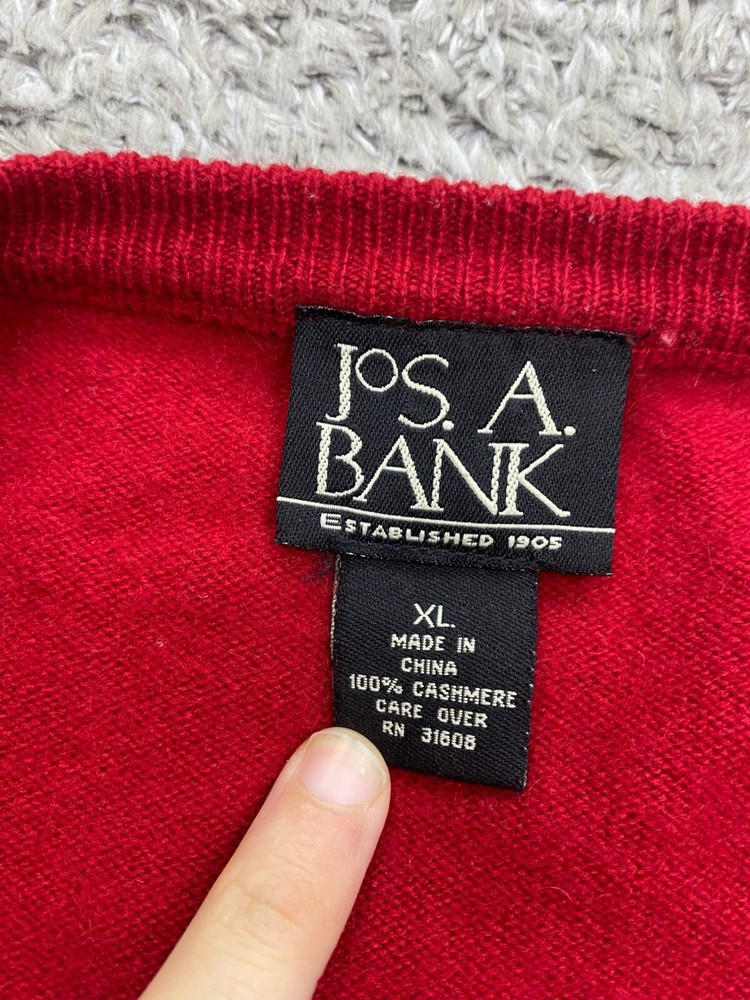 JOS. A.
BANK
ESTABLISHED 1905
XL.
MADE IN
CHINA
100% CASHMERE
CARE OVER
RN 31608